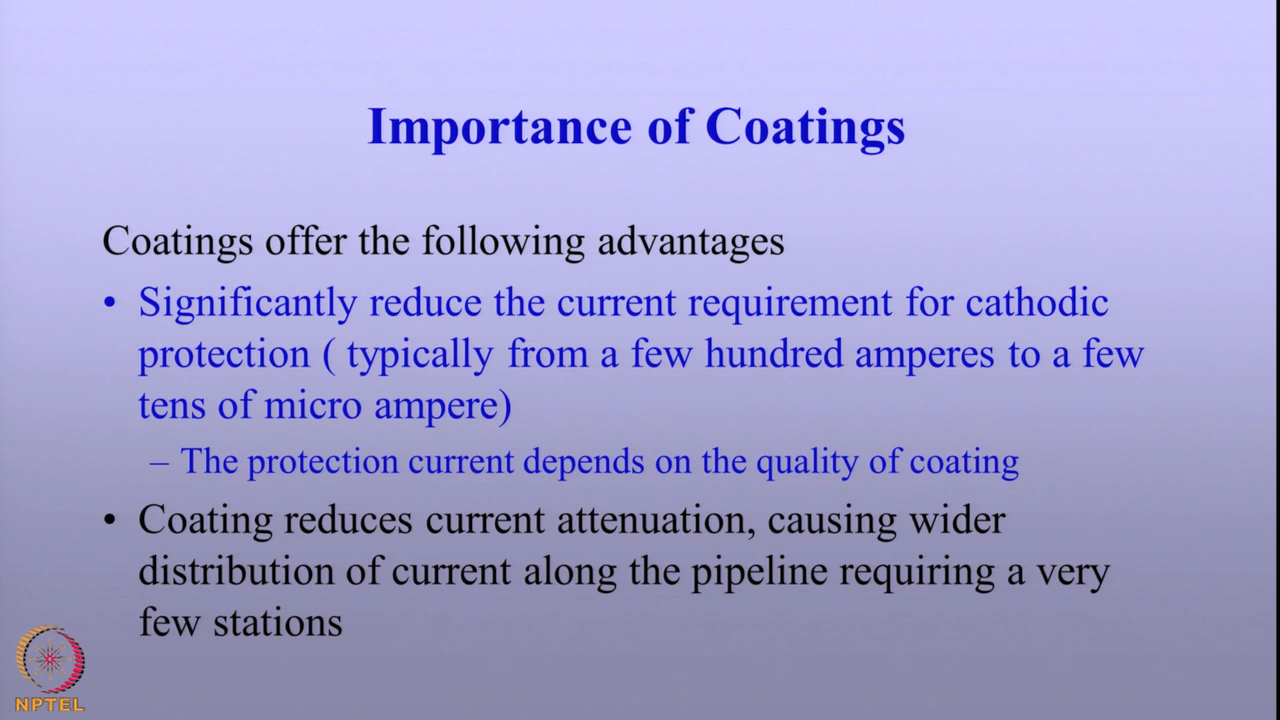 Importance of Coatings
Coatings offer the following advantages
• Significantly reduce the current requirement for cathodic
protection ( typically from a few hundred amperes to a few
tens of micro ampere)
– The protection current depends on the quality of coating
• Coating reduces current attenuation, causing wider
distribution of current along the pipeline requiring a very
few stations
NPTEL